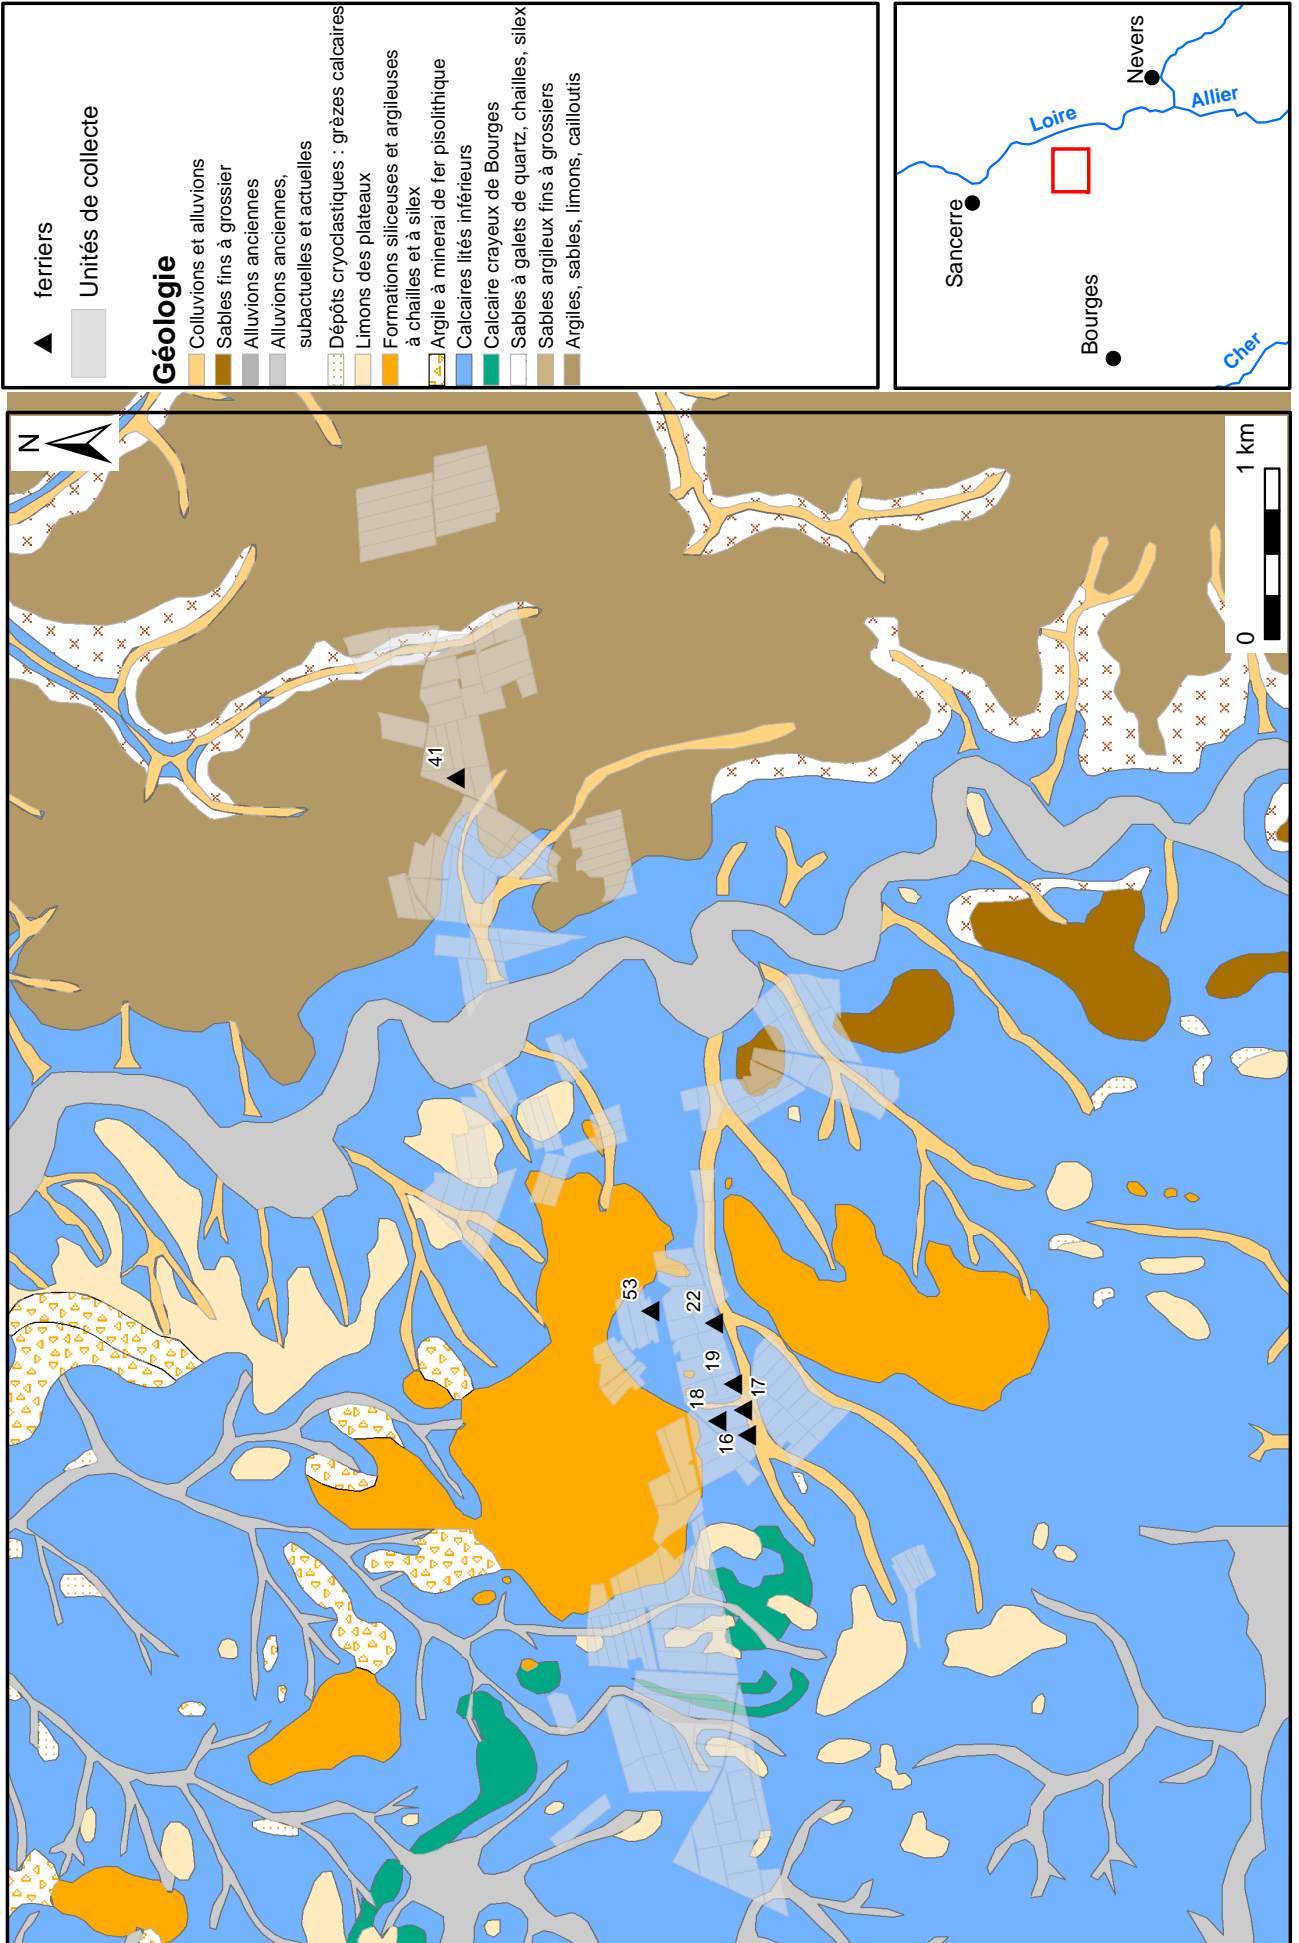 ferriers
Unités de collecte
Géologie
Colluvions et alluvions
Sables fins à grossier
Alluvions anciennes
Alluvions anciennes,
subactuelles et actuelles
Dépôts cryoclastiques : grèzes calcaires
Limons des plateaux
Formations siliceuses et argileuses
à chailles et à silex
Argile à minerai de fer pisolithique
Calcaires lités inférieurs
Calcaire crayeux de Bourges
Sables à galets de quartz, chailles, silex
Sables argileux fins à grossiers
Argiles, sables, limons, cailloutis
Sancerre
Bourges
Nevers
Loire
Allier
Cher
N
41
53
22
19
18
17
16
0
1 km